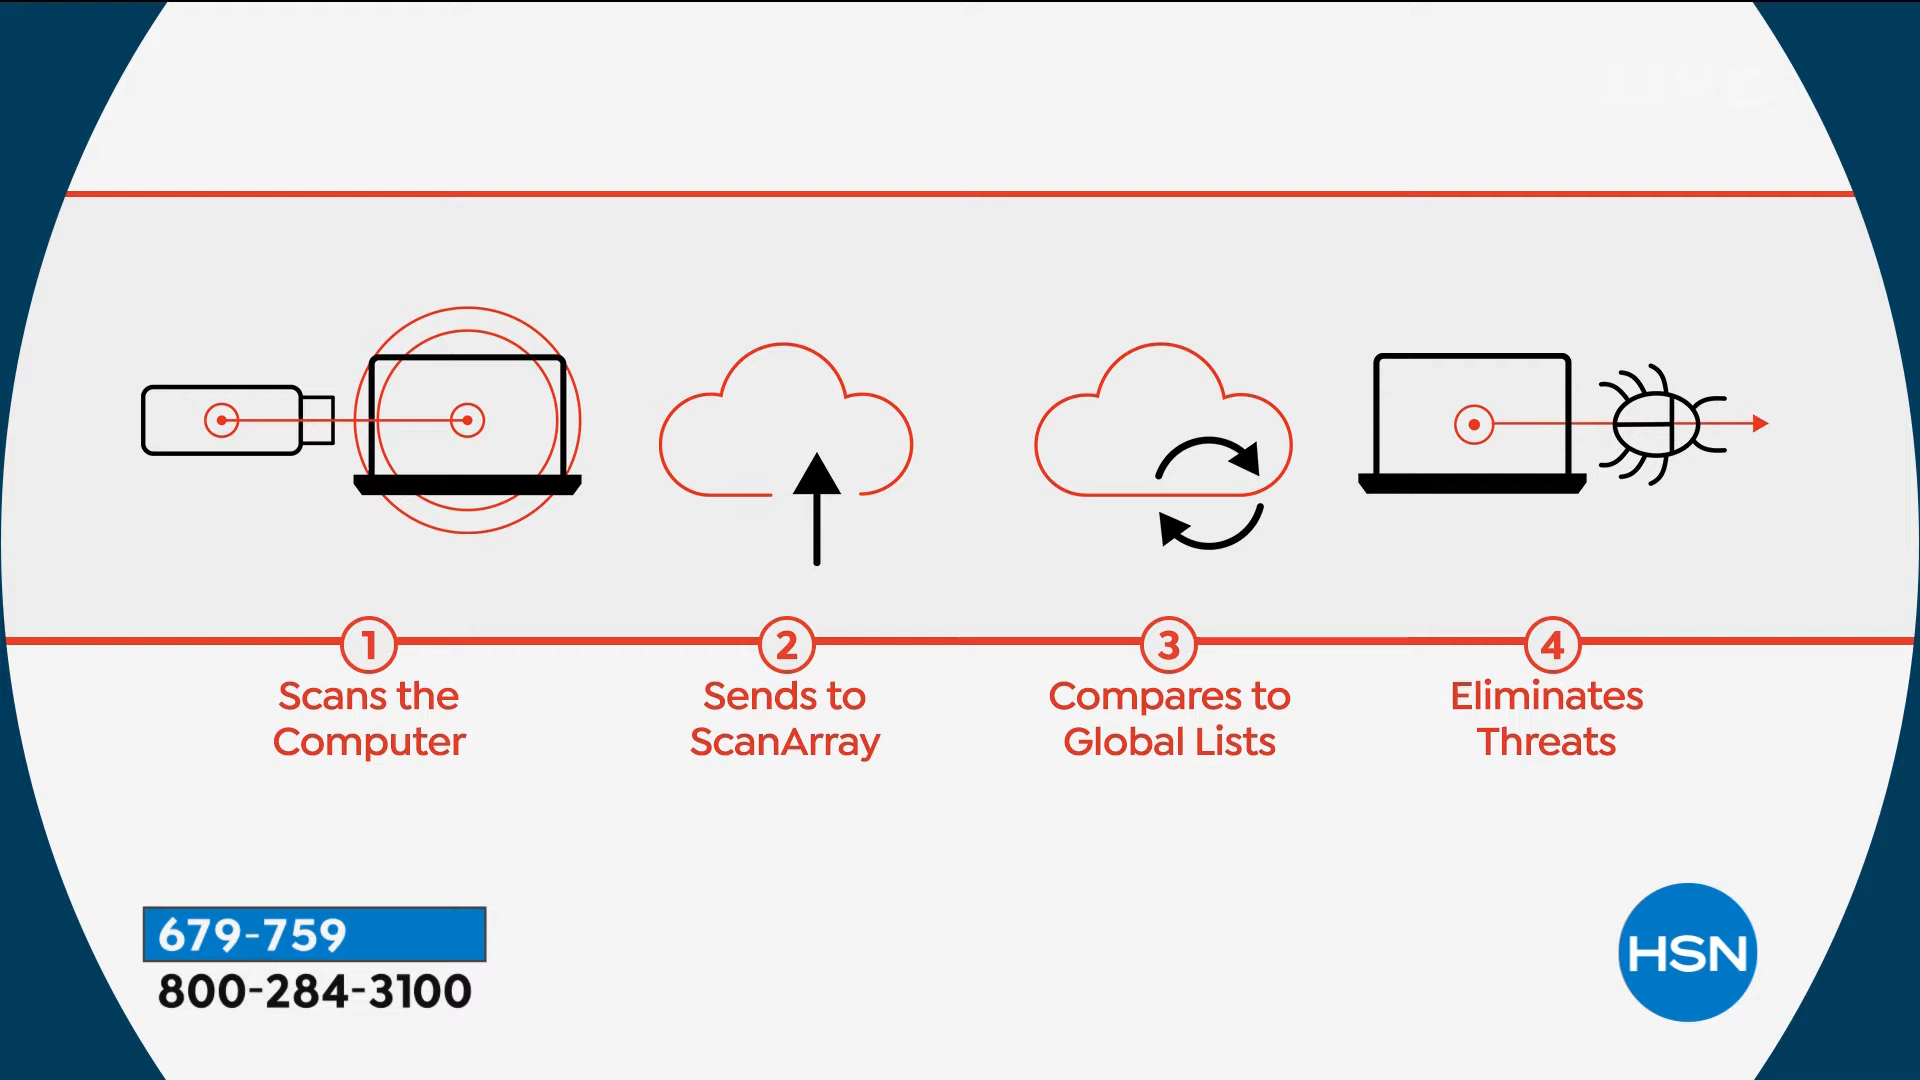 1
Scans the
Computer
2
Sends to
ScanArray
3
Compares to
Global Lists
4
Eliminates
Threats
679-759
800-284-3100
HSN